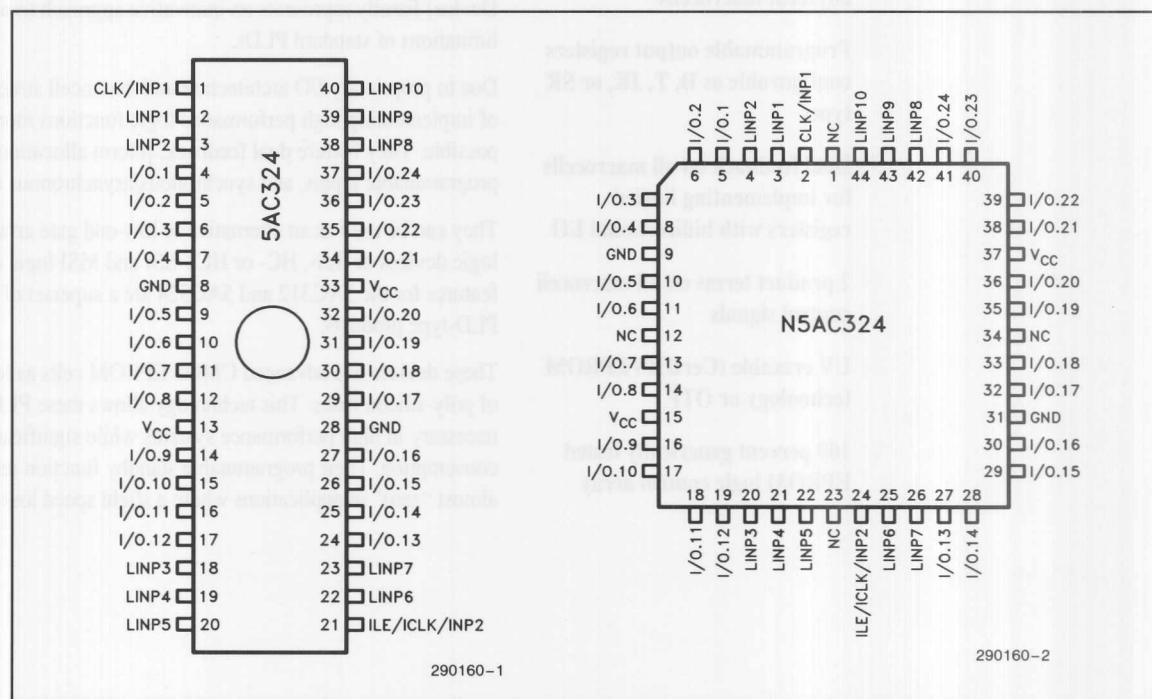 CLK/INP1 1 40 LINP10
LINP1 2 39 LINP9
LINP2 3 38 LINP8
I/O.1 4 37 I/O.24
I/O.2 5 36 I/O.23
I/O.3 6 35 I/O.22
I/O.4 7 34 I/O.21
GND 8 33 VCC
I/O.5 9 32 I/O.20
I/O.6 10 31 I/O.19
I/O.7 11 30 I/O.18
I/O.8 12 29 I/O.17
VCC 13 28 GND
I/O.9 14 27 I/O.16
I/O.10 15 26 I/O.15
I/O.11 16 25 I/O.14
I/O.12 17 24 I/O.13
LINP3 18 23 LINP7
LINP4 19 22 LINP6
LINP5 20 21 ILE/ICLK/INP2
5AC324
290160-1
I/O.2 I/O.1 LINP2 LINP1 CLK/INP1 NC LINP10 LINP9 LINP8 I/O.24 I/O.23
6 5 4 3 2 1 44 43 42 41 40
I/O.3 7 39 I/O.22
I/O.4 8 38 I/O.21
GND 9 37 VCC
I/O.5 10 36 I/O.20
I/O.6 11 35 I/O.19
NC 12 34 NC
I/O.7 13 33 I/O.18
I/O.8 14 32 I/O.17
VCC 15 31 GND
I/O.9 16 30 I/O.16
I/O.10 17 29 I/O.15
N5AC324
18 19 20 21 22 23 24 25 26 27 28
I/O.11 I/O.12 LINP3 LINP4 LINP5 NC ILE/ICLK/INP2 LINP6 LINP7 I/O.13 I/O.14
290160-2